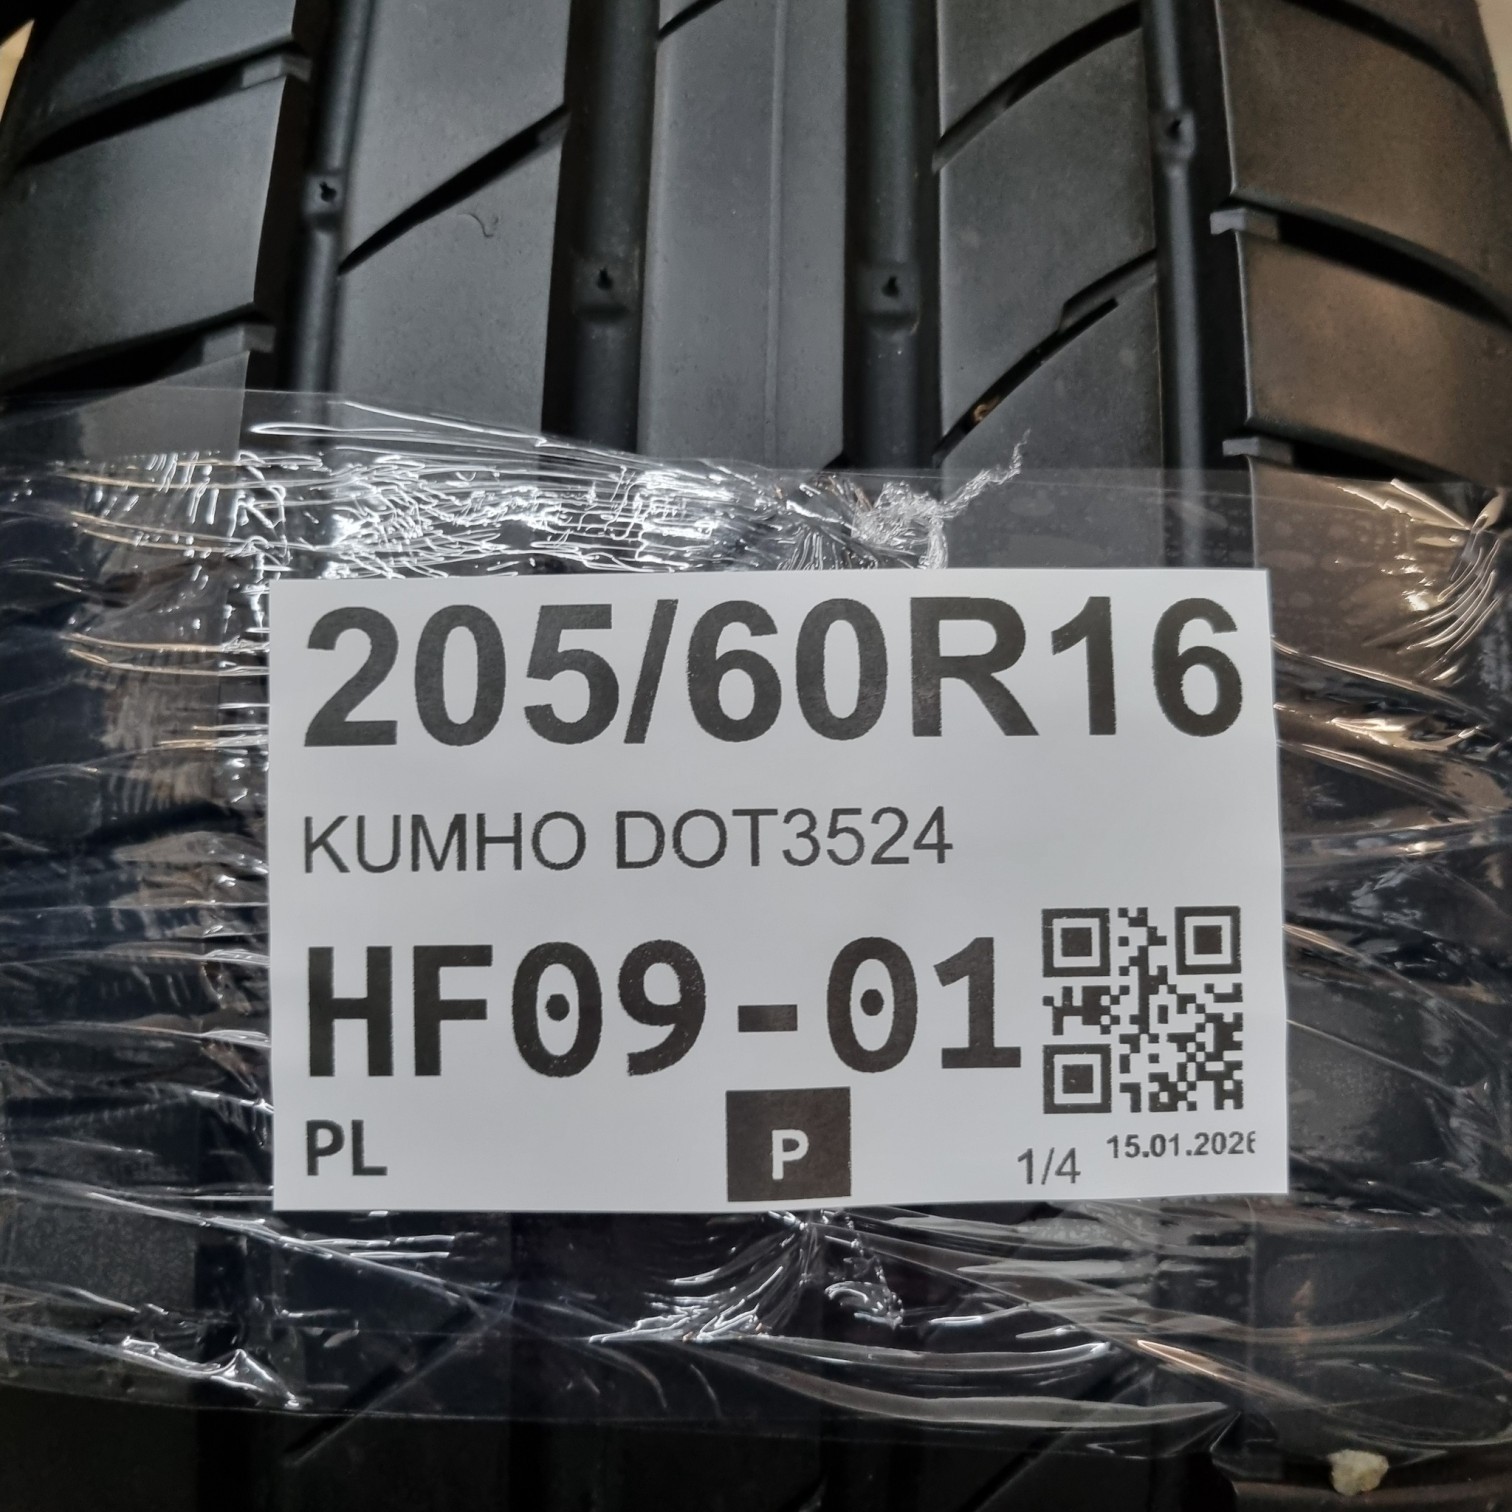 205/60R16
KUMHO DOT3524
HF09-01
PL
P
1/4
15.01.2026